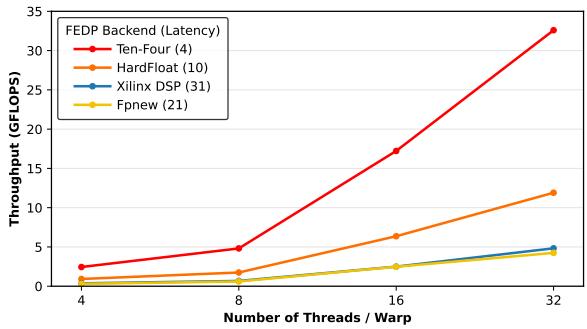 35
30
25
20
15
10
5
0
Throughput (GFLOPS)
FEDP Backend (Latency)
Ten-Four (4)
HardFloat (10)
Xilinx DSP (31)
Fpnew (21)
4 8 16 32
Number of Threads / Warp